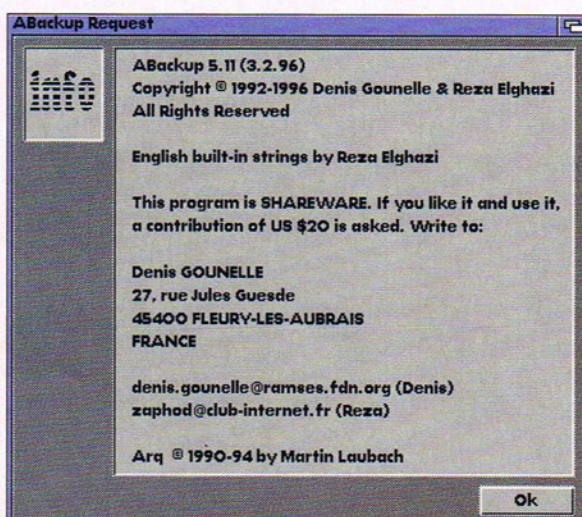 ABackup Request
info
ABackup 5.11 (3.2.96)
Copyright © 1992-1996 Denis Gounelle & Reza Elghazi
All Rights Reserved
English built-in strings by Reza Elghazi
This program is SHAREWARE. If you like it and use it,
a contribution of US $20 is asked. Write to:
Denis GOUNELLE
27, rue Jules Guesde
45400 FLEURY-LES-AUBRAIS
FRANCE
denis.gounelle@ramses.fdn.org (Denis)
zaphod@club-internet.fr (Reza)
Arq © 1990-94 by Martin Laubach
Ok